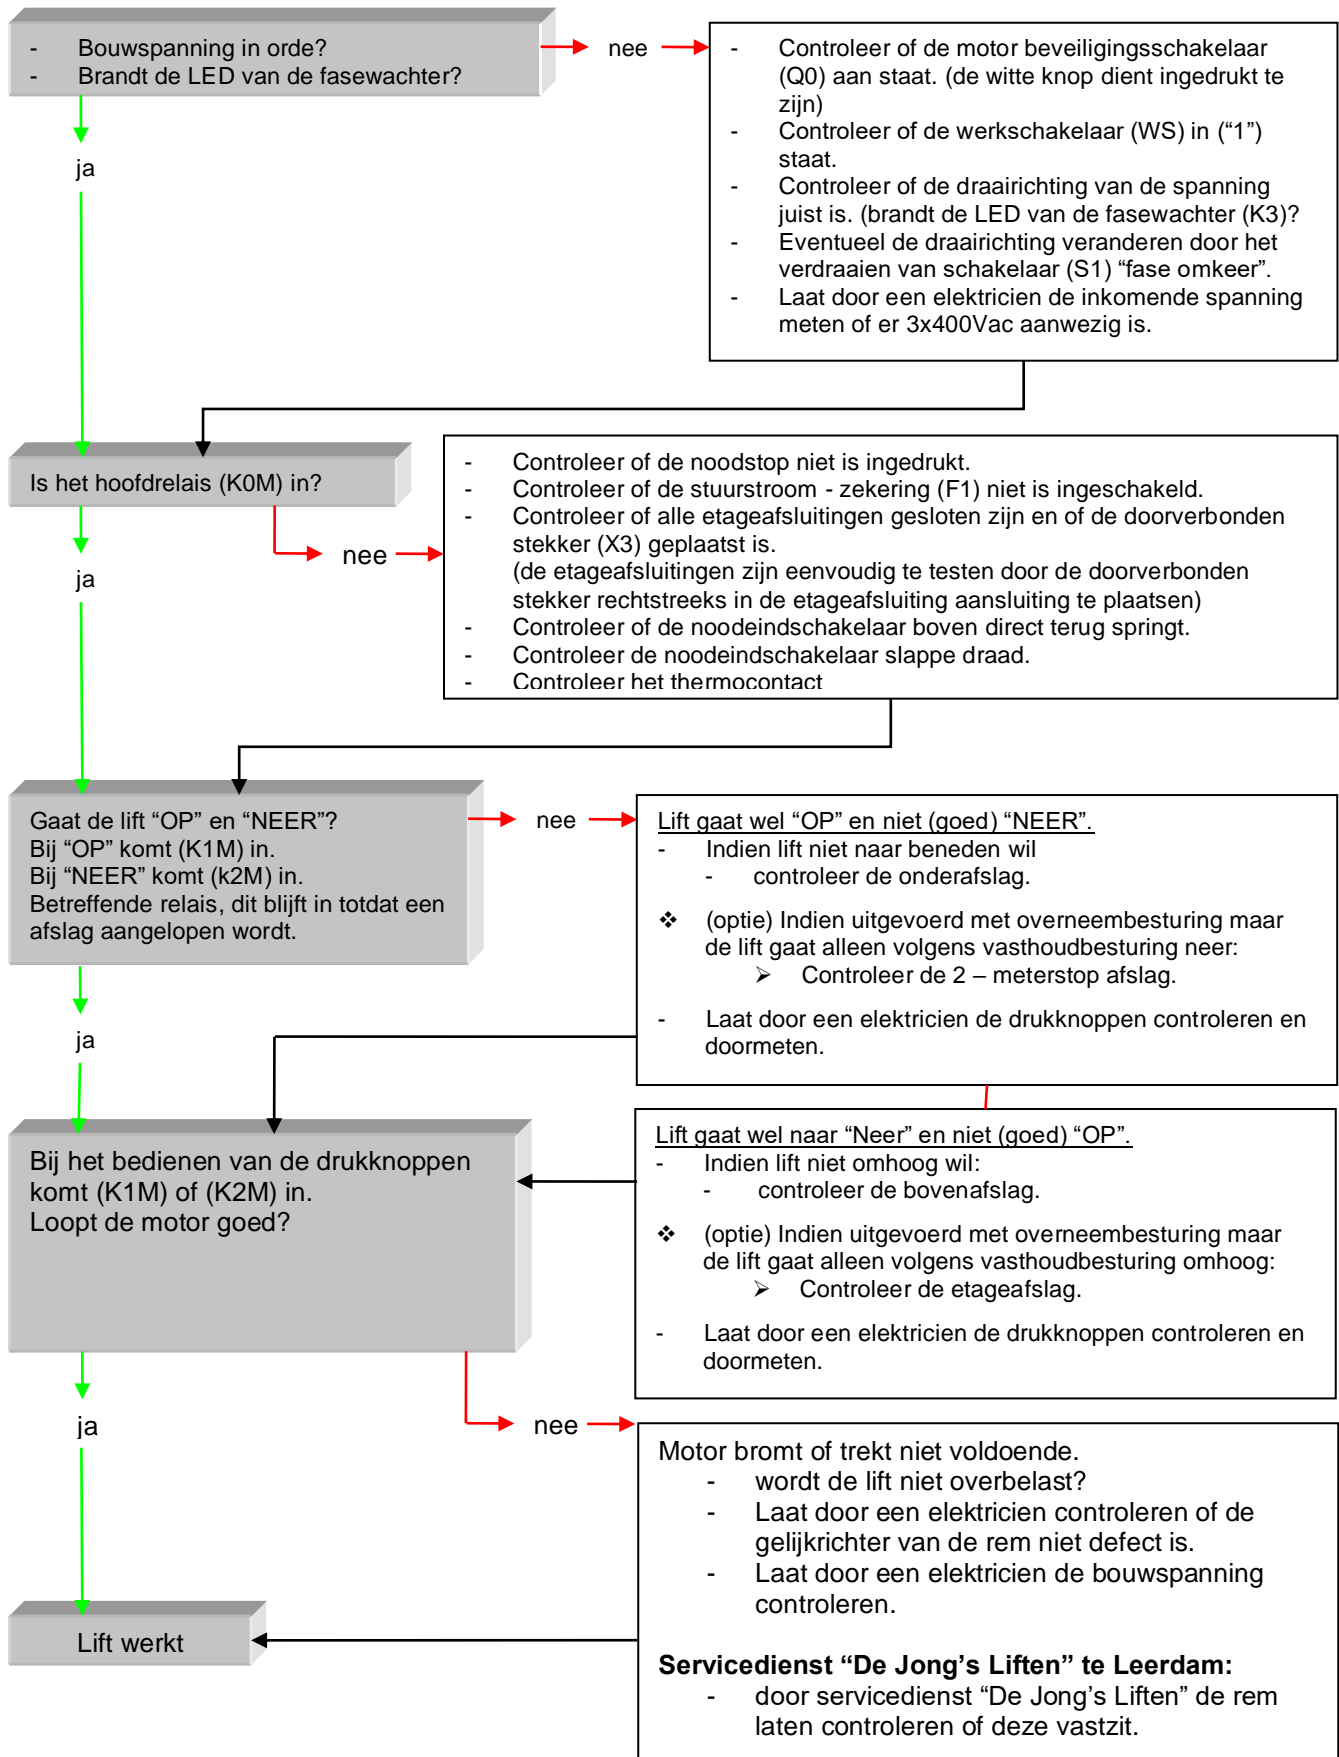 - Bouwspanning in orde?
- Brandt de LED van de fasewachter?
nee
- Controleer of de motor beveiligingsschakelaar
(Q0) aan staat. (de witte knop dient ingedrukt te
zijn)
- Controleer of de werkschakelaar (WS) in (“1”)
staat.
- Controleer of de draairichting van de spanning
juist is. (brandt de LED van de fasewachter (K3)?
- Eventueel de draairichting veranderen door het
verdraaien van schakelaar (S1) “fase omkeer”.
- Laat door een elektricien de inkomende spanning
meten of er 3x400Vac aanwezig is.
ja
Is het hoofdrelais (K0M) in?
nee
- Controleer of de noodstop niet is ingedrukt.
- Controleer of de stuurstroom - zekering (F1) niet is ingeschakeld.
- Controleer of alle etageafsluitingen gesloten zijn en of de doorverbonden
stekker (X3) geplaatst is.
(de etageafsluitingen zijn eenvoudig te testen door de doorverbonden
stekker rechtstreeks in de etageafsluiting aansluiting te plaatsen)
- Controleer of de noodeindschakelaar boven direct terug springt.
- Controleer de noodeindschakelaar slappe draad.
- Controleer het thermocontact
ja
Gaat de lift “OP” en “NEER”?
Bij “OP” komt (K1M) in.
Bij “NEER” komt (k2M) in.
Betreffende relais, dit blijft in totdat een
afslag aangelopen wordt.
nee
Lift gaat wel “OP” en niet (goed) “NEER”.
- Indien lift niet naar beneden wil
- controleer de onderafslag.
❖ (optie) Indien uitgevoerd met overneembesturing maar
de lift gaat alleen volgens vasthoudbesturing neer:
➢ Controleer de 2 – meterstop afslag.
- Laat door een elektricien de drukknoppen controleren en
doormeten.
ja
Bij het bedienen van de drukknoppen
komt (K1M) of (K2M) in.
Loopt de motor goed?
Lift gaat wel naar “Neer” en niet (goed) “OP”.
- Indien lift niet omhoog wil:
- controleer de bovenafslag.
❖ (optie) Indien uitgevoerd met overneembesturing maar
de lift gaat alleen volgens vasthoudbesturing omhoog:
➢ Controleer de etageafslag.
- Laat door een elektricien de drukknoppen controleren en
doormeten.
ja
nee
Motor bromt of trekt niet voldoende.
- wordt de lift niet overbelast?
- Laat door een elektricien controleren of de
gelijkrichter van de rem niet defect is.
- Laat door een elektricien de bouwspanning
controleren.
Servicedienst “De Jong’s Liften” te Leerdam:
- door servicedienst “De Jong’s Liften” de rem
laten controleren of deze vastzit.
Lift werkt